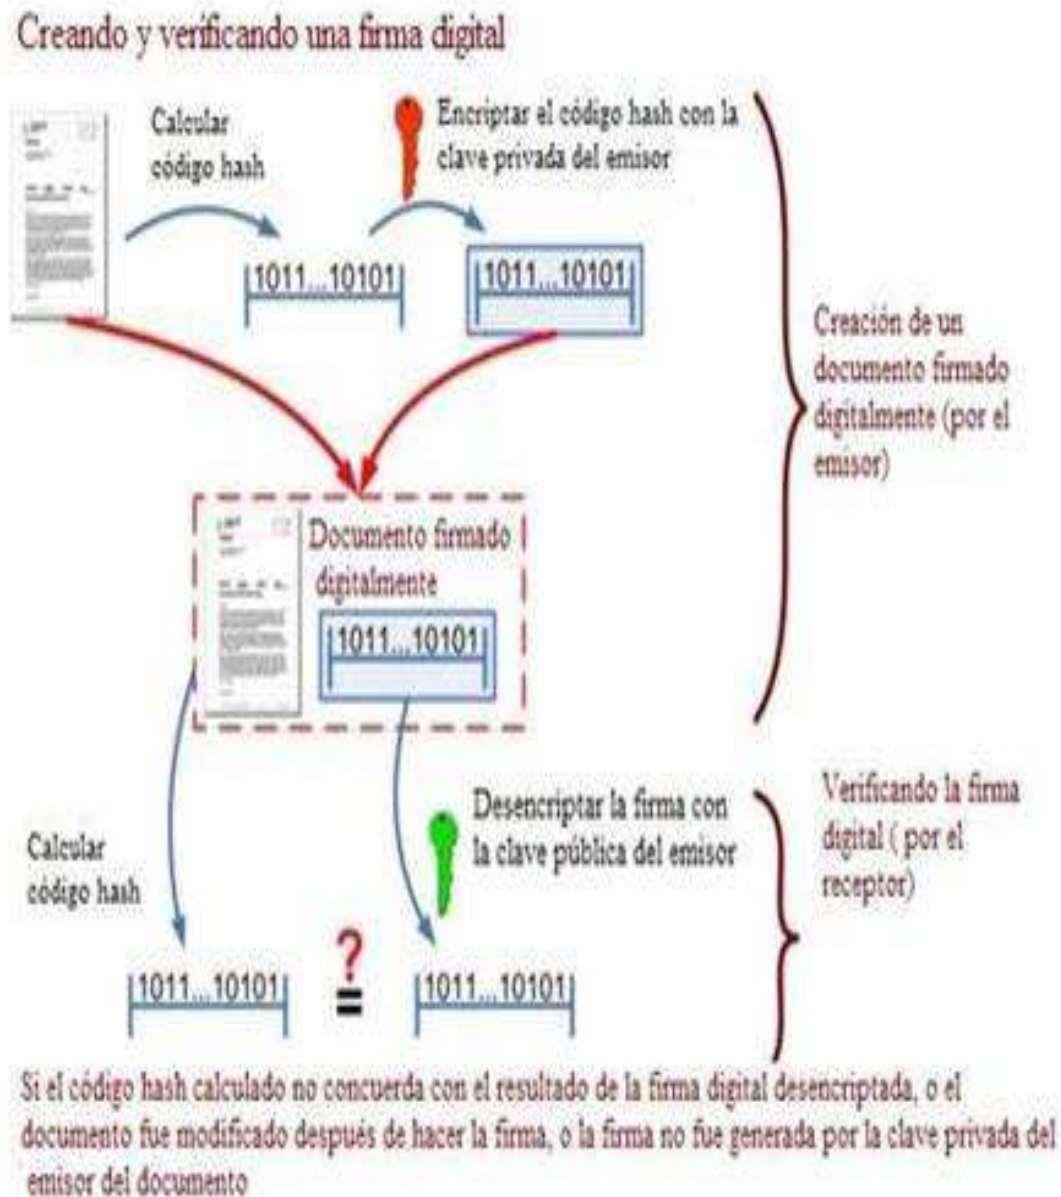 Creando y verificando una firma digital
Calcular
código hash
Encriptar el código hash con la
clave privada del emisor
1011...10101
1011...10101
Creación de un
documento firmado
digitalmente (por el
emisor)
Documento firmado
digitalmente
1011...10101
Calcular
código hash
Desencriptar la firma con
la clave pública del emisor
Verificando la firma
digital ( por el
receptor)
1011...10101
?
=
1011...10101
Si el código hash calculado no concuerda con el resultado de la firma digital desencriptada, o el
documento fue modificado después de hacer la firma, o la firma no fue generada por la clave privada del
emisor del documento